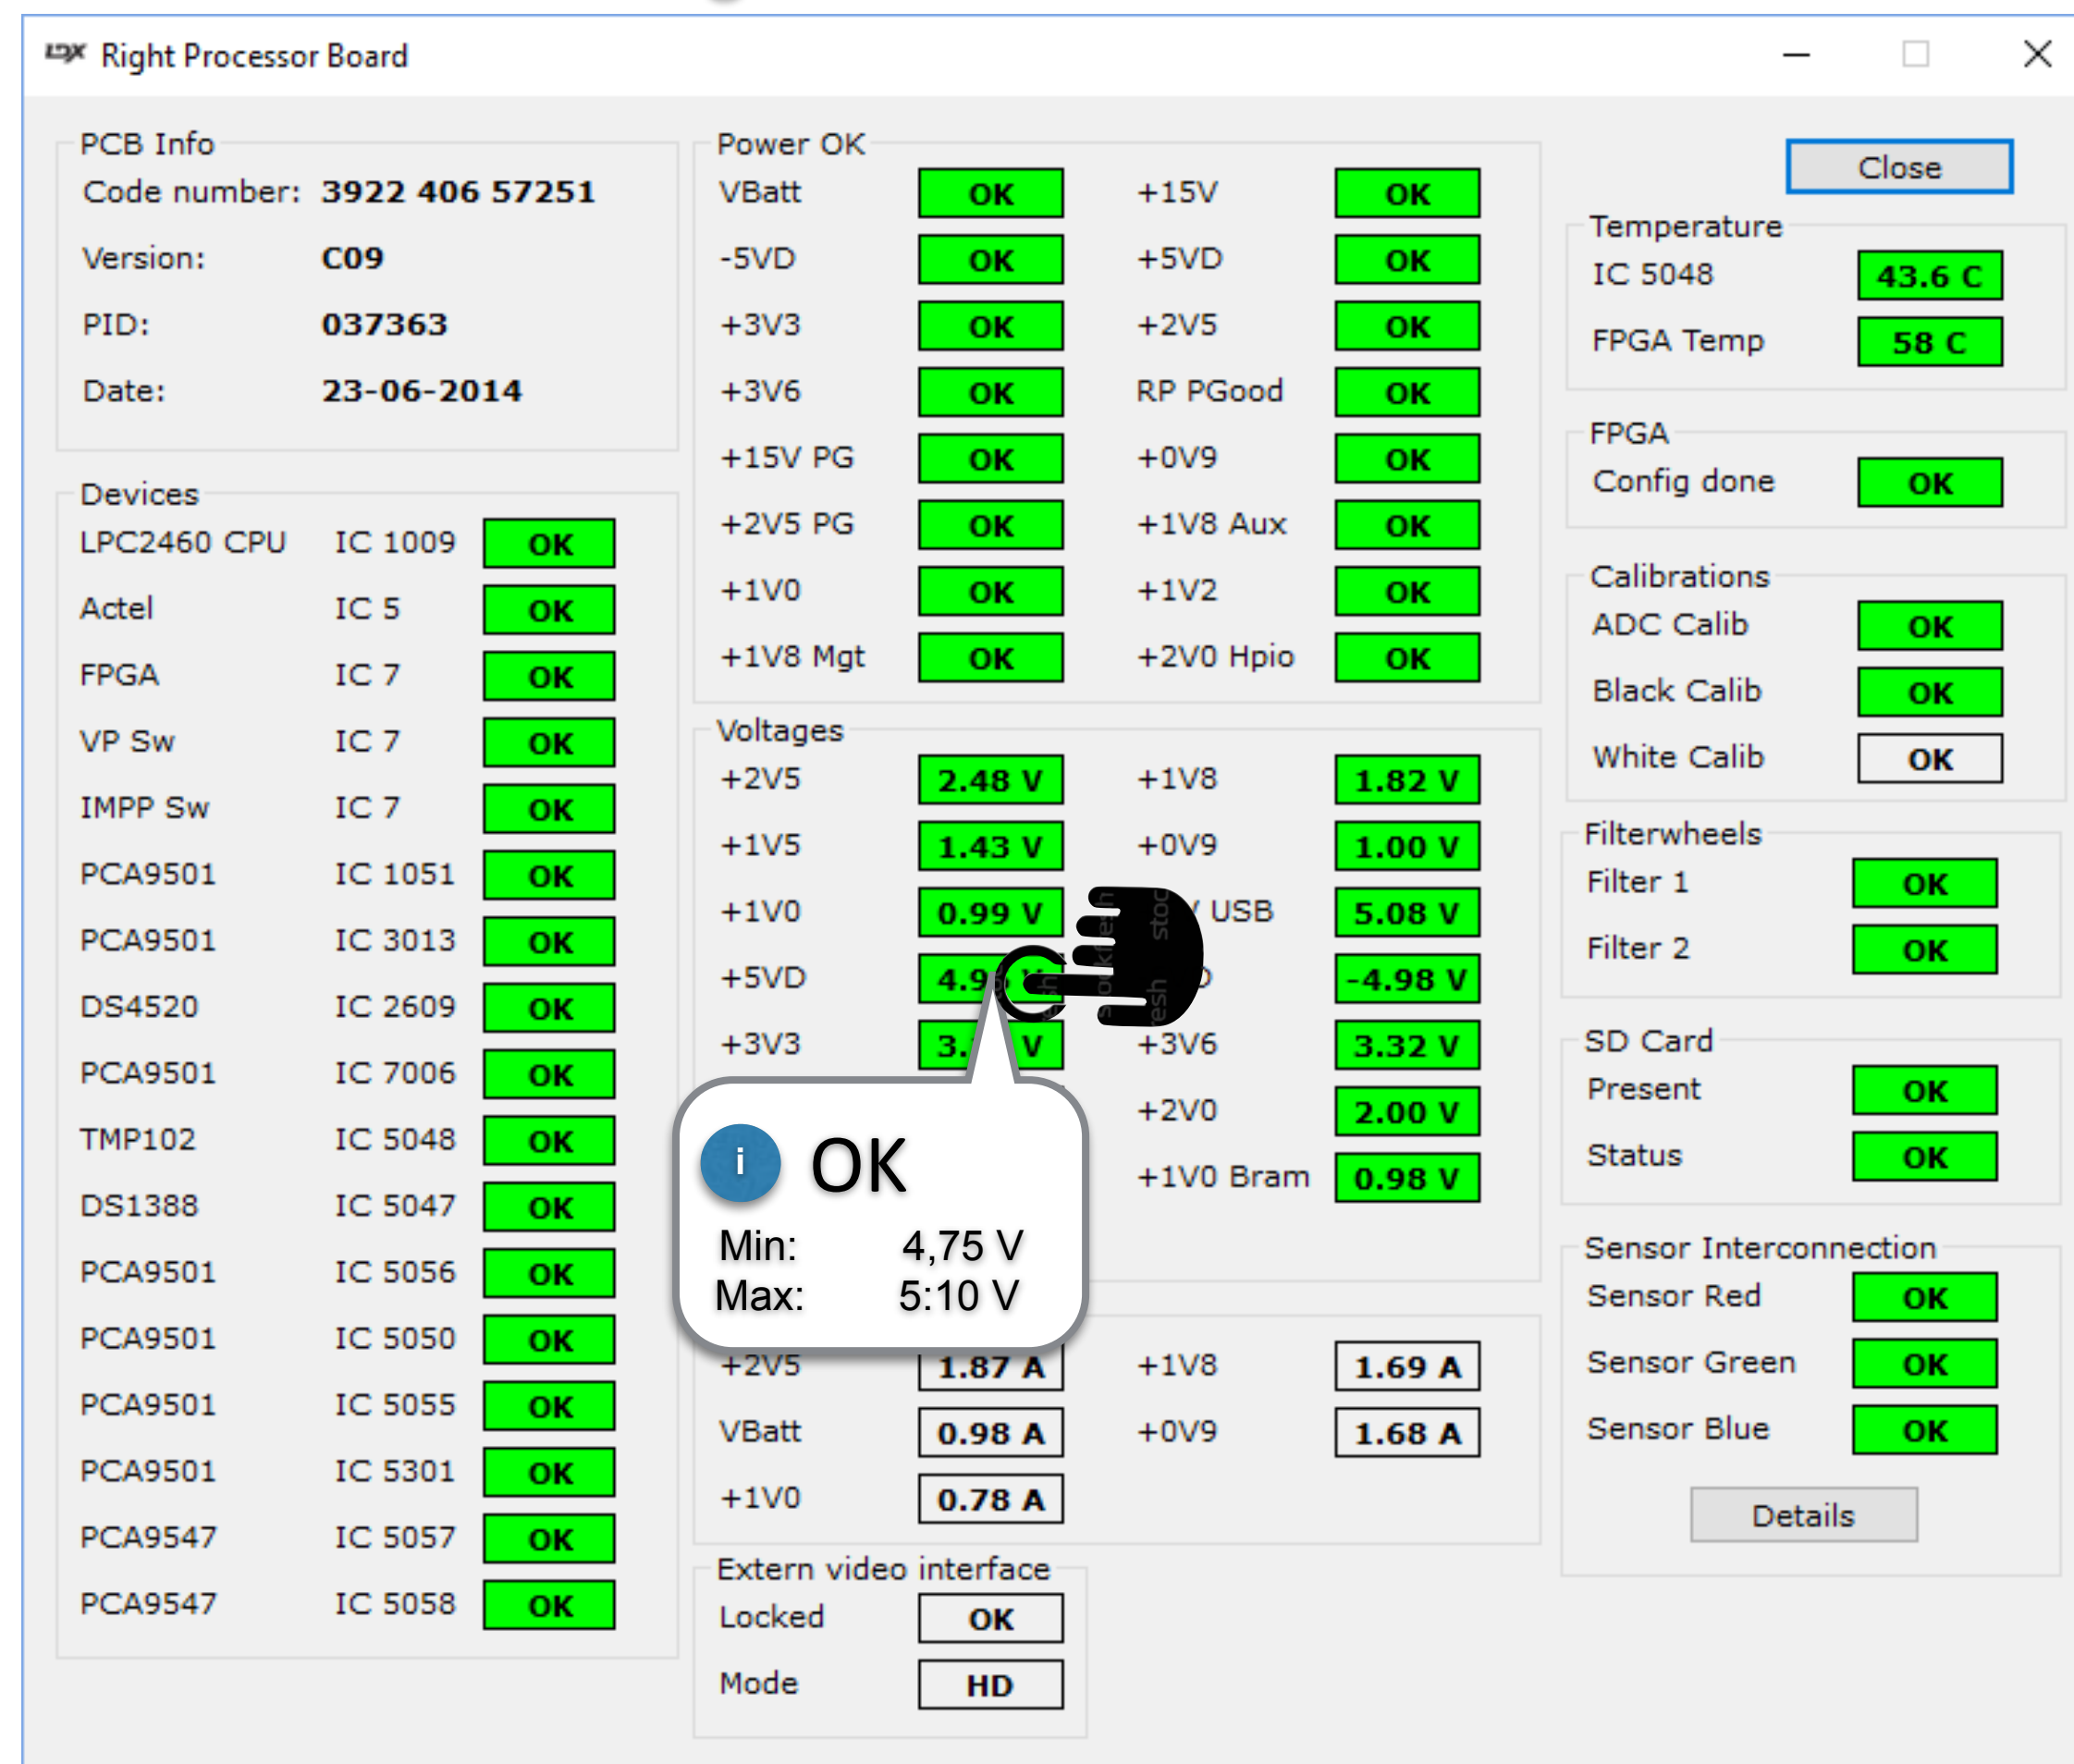 LDX Right Processor Board
PCB Info
Code number: 3922 406 57251
Version: C09
PID: 037363
Date: 23-06-2014
Devices
LPC2460 CPU IC 1009 OK
Actel IC 5 OK
FPGA IC 7 OK
VP Sw IC 7 OK
IMPP Sw IC 7 OK
PCA9501 IC 1051 OK
PCA9501 IC 3013 OK
DS4520 IC 2609 OK
PCA9501 IC 7006 OK
TMP102 IC 5048 OK
DS1388 IC 5047 OK
PCA9501 IC 5056 OK
PCA9501 IC 5050 OK
PCA9501 IC 5055 OK
PCA9501 IC 5301 OK
PCA9547 IC 5057 OK
PCA9547 IC 5058 OK
Power OK
VBatt OK +15V OK
-5VD OK +5VD OK
+3V3 OK +2V5 OK
+3V6 OK RP PGood OK
+15V PG OK +0V9 OK
+2V5 PG OK +1V8 Aux OK
+1V0 OK +1V2 OK
+1V8 Mgt OK +2V0 Hpio OK
Voltages
+2V5 2.48 V +1V8 1.82 V
+1V5 1.43 V +0V9 1.00 V
+1V0 0.99 V USB 5.08 V
+5VD -4.98 V
+3V3 +3V6 3.32 V
+2V0 2.00 V
+1V0 Bram 0.98 V
i OK
Min: 4,75 V
Max: 5:10 V
+2V5 1.87 A +1V8 1.69 A
VBatt 0.98 A +0V9 1.68 A
+1V0 0.78 A
Extern video interface
Locked OK
Mode HD
Close
Temperature
IC 5048 43.6 C
FPGA Temp 58 C
FPGA
Config done OK
Calibrations
ADC Calib OK
Black Calib OK
White Calib OK
Filterwheels
Filter 1 OK
Filter 2 OK
SD Card
Present OK
Status OK
Sensor Interconnection
Sensor Red OK
Sensor Green OK
Sensor Blue OK
Details